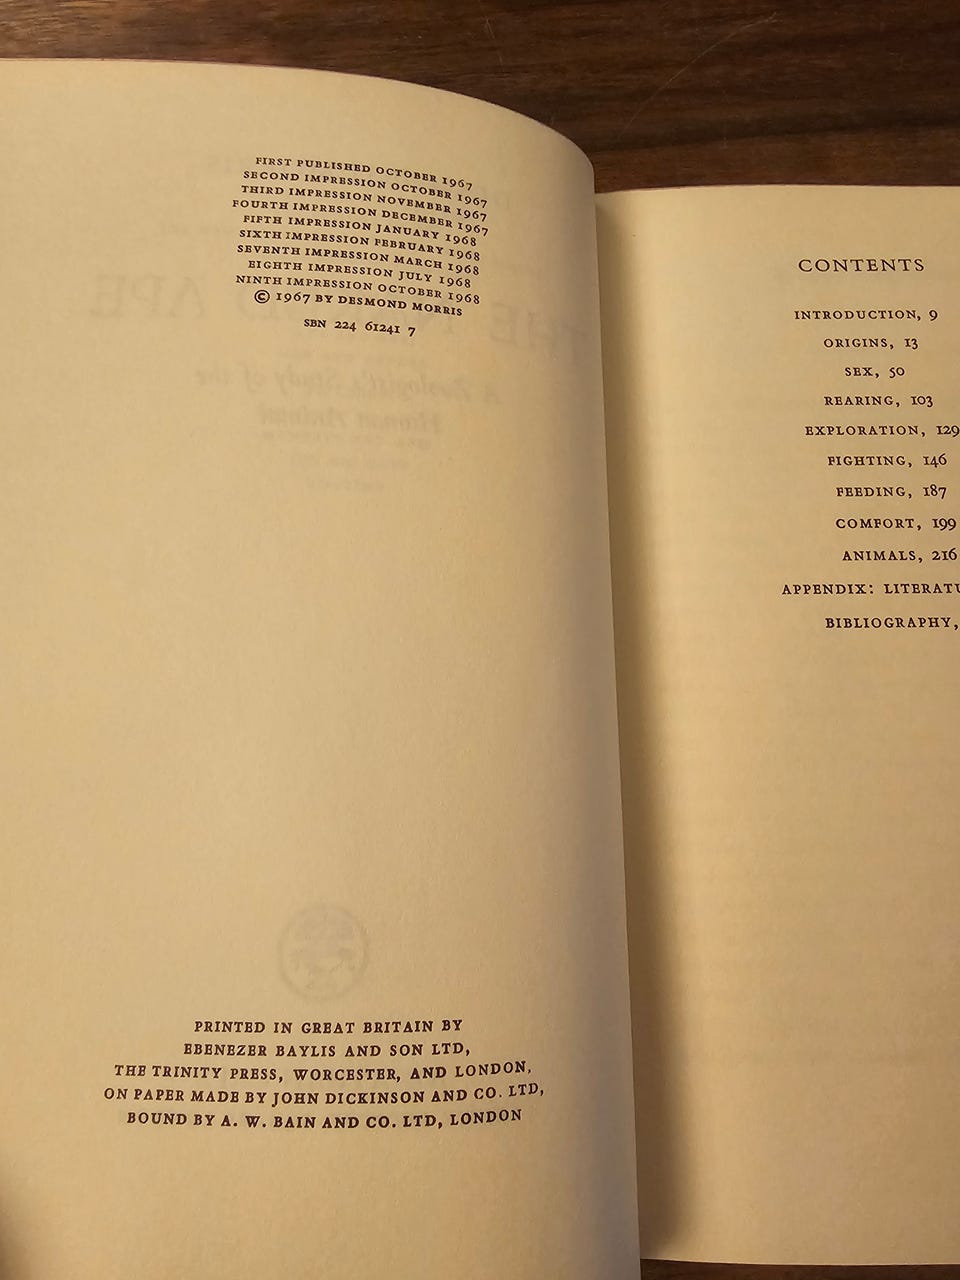 FIRST PUBLISHED OCTOBER 1967
SECOND IMPRESSION OCTOBER 1967
THIRD IMPRESSION NOVEMBER 1967
FOURTH IMPRESSION DECEMBER 1967
FIFTH IMPRESSION JANUARY 1968
SIXTH IMPRESSION FEBRUARY 1968
SEVENTH IMPRESSION MARCH 1968
EIGHTH IMPRESSION JULY 1968
NINTH IMPRESSION OCTOBER 1968
© 1967 BY DESMOND MORRIS
SBN 224 61241 7
PRINTED IN GREAT BRITAIN BY
EBENEZER BAYLIS AND SON LTD,
THE TRINITY PRESS, WORCESTER, AND LONDON,
ON PAPER MADE BY JOHN DICKINSON AND CO. LTD,
BOUND BY A. W. BAIN AND CO. LTD, LONDON
CONTENTS
INTRODUCTION, 9
ORIGINS, 13
SEX, 50
REARING, 103
EXPLORATION, 129
FIGHTING, 146
FEEDING, 187
COMFORT, 199
ANIMALS, 216
APPENDIX:
BIBLIOGRAPHY,